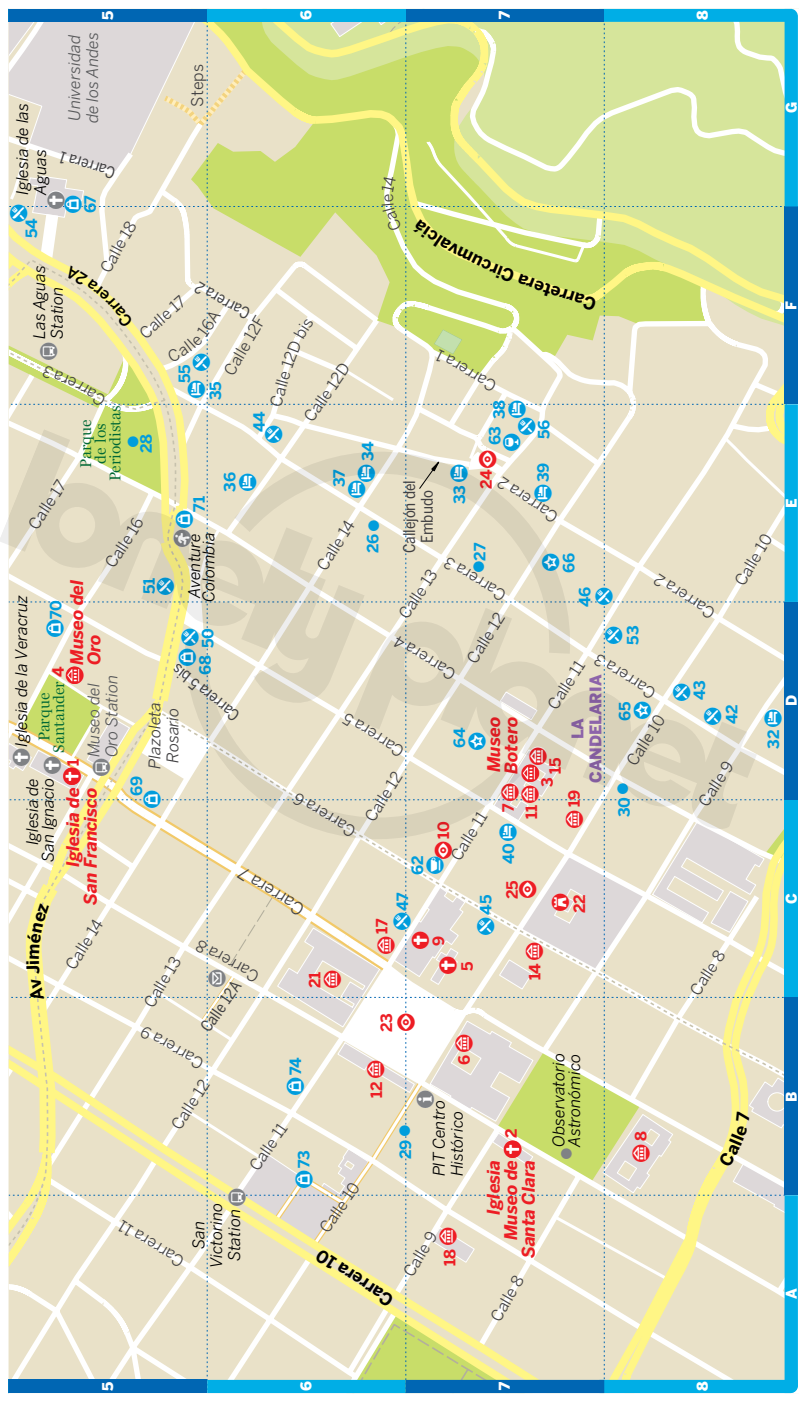 5
6
7
8
G
F
E
D
C
B
A
5
6
7
8
Universidad
de los Andes
Steps
Iglesia de las
Aguas
Carrera 1
67
54
Las Aguas
Station
Carrera 2A
Calle 18
Calle 17
Carrera 2
Calle 16A
Calle 12F
Calle 12D bis
Calle 12D
Calle 14
Carretera Circumvalcíá
Carrera 1
Carrera 3
55
35
Parque
de los
Periodistas
28
44
36
37
34
38
63
56
33
24
39
Carrera 2
Callejón del
Embudo
Calle 17
Calle 16
71
Aventure
Colombia
51
Calle 14
26
27
66
Calle 13
Carrera 3
46
Carrera 2
Calle 10
Iglesia de la Veracruz
70
Parque
Santander
4
Museo del
Oro
Museo del
Oro Station
68
50
Carrera 5 bis
Plazoleta
Rosario
Carrera 5
Carrera 4
Calle 12
Calle 11
53
Carrera 3
43
42
65
32
LA
CANDELARIA
64
Museo
Botero
7
11
3
15
19
30
Calle 10
Calle 9
Iglesia de
San Ignacio
Iglesia de
San Francisco
1
69
Carrera 6
Calle 12
Calle 11
62
10
40
47
45
25
22
Av Jiménez
Calle 14
Calle 13
Carrera 7
Carrera 8
Calle 12A
17
21
9
5
14
Calle 8
Carrera 9
Calle 12
23
12
74
6
PIT Centro
Histórico
29
Observatorio
Astronómico
Iglesia
Museo de
Santa Clara
2
8
Calle 7
Calle 11
73
San
Victorino
Station
Calle 10
Carrera 11
Carrera 10
Calle 9
18
Calle 8
lonely planet